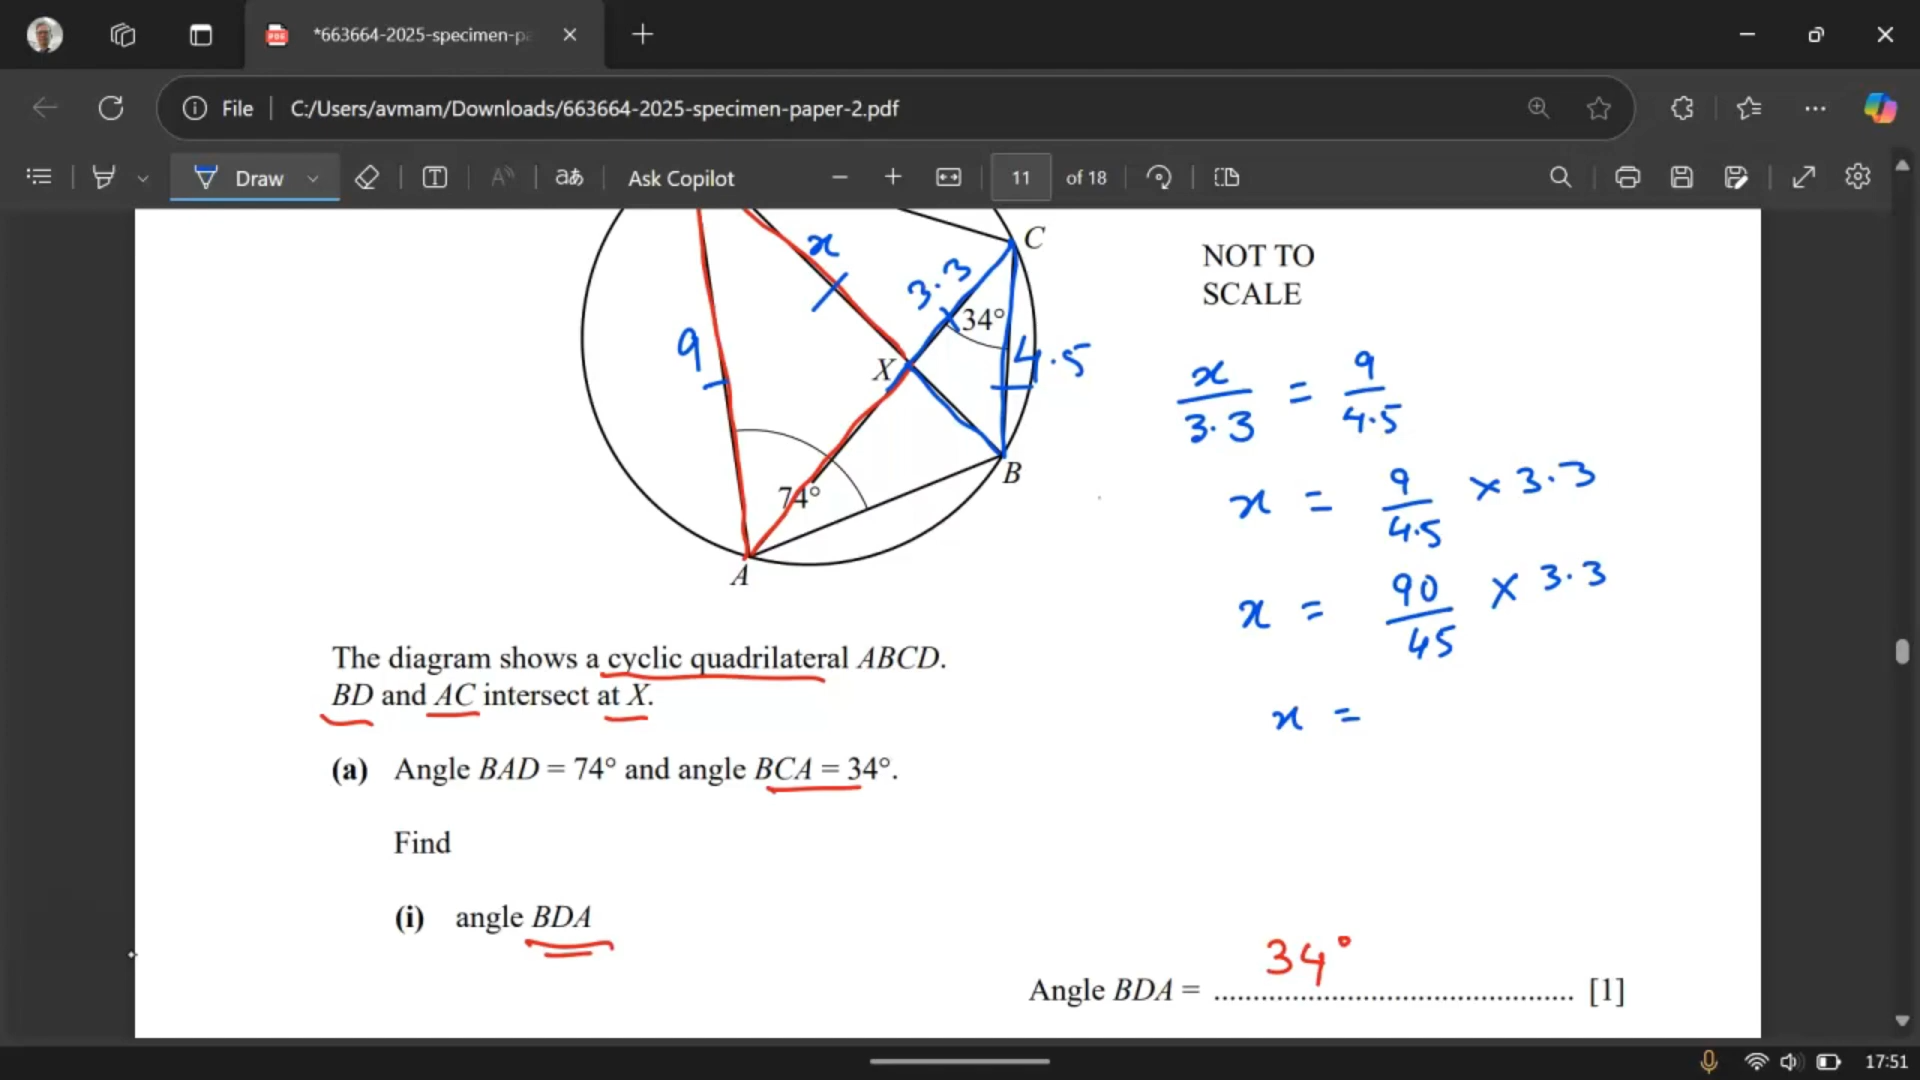 *663664-2025-specimen-pa
File
C:/Users/avmam/Downloads/663664-2025-specimen-paper-2.pdf
Draw
aあ
Ask Copilot
11 of 18
C
x
3.3
34°
9
X
4.5
B
74°
A
NOT TO
SCALE
x/3.3 = 9/4.5
x = 9/4.5 × 3.3
x = 90/45 × 3.3
x =
The diagram shows a cyclic quadrilateral ABCD.
BD and AC intersect at X.
(a) Angle BAD = 74° and angle BCA = 34°.
Find
(i) angle BDA
34°
Angle BDA = ............................................. [1]
17:51